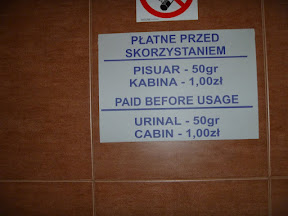 PŁATNE PRZED
SKORZYSTANIEM
PISUAR - 50gr
KABINA - 1,00zł
PAID BEFORE USAGE
URINAL - 50gr
CABIN - 1,00zł